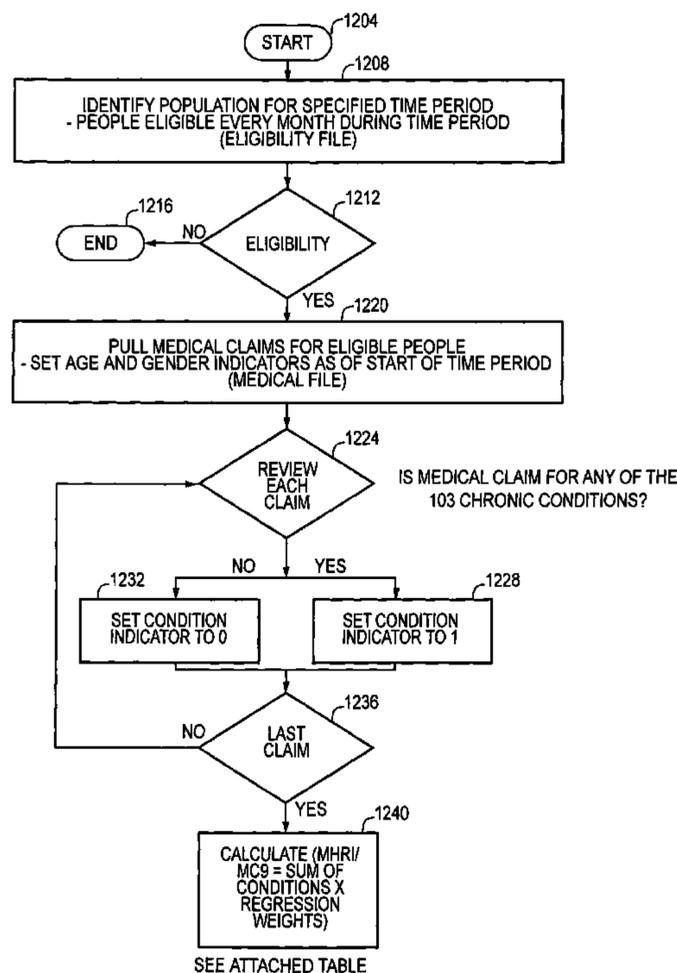 1204
START
1208
IDENTIFY POPULATION FOR SPECIFIED TIME PERIOD
- PEOPLE ELIGIBLE EVERY MONTH DURING TIME PERIOD
(ELIGIBILITY FILE)
1212
1216
NO
END
ELIGIBILITY
YES
1220
PULL MEDICAL CLAIMS FOR ELIGIBLE PEOPLE
- SET AGE AND GENDER INDICATORS AS OF START OF TIME PERIOD
(MEDICAL FILE)
1224
REVIEW
EACH
CLAIM
IS MEDICAL CLAIM FOR ANY OF THE
103 CHRONIC CONDITIONS?
NO
YES
1232
1228
SET CONDITION
INDICATOR TO 0
SET CONDITION
INDICATOR TO 1
1236
NO
LAST
CLAIM
YES
1240
CALCULATE (MHRI/
MC9 = SUM OF
CONDITIONS X
REGRESSION
WEIGHTS)
SEE ATTACHED TABLE